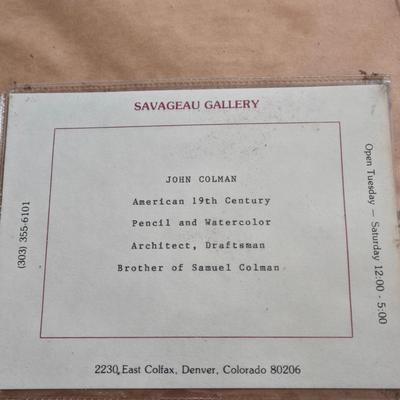 SAVAGEAU GALLERY
JOHN COLMAN
American 19th Century
Pencil and Watercolor
Architect, Draftsman
Brother of Samuel Colman
(303) 355-6101
Open Tuesday — Saturday 12:00 - 5:00
2230 East Colfax, Denver, Colorado 80206